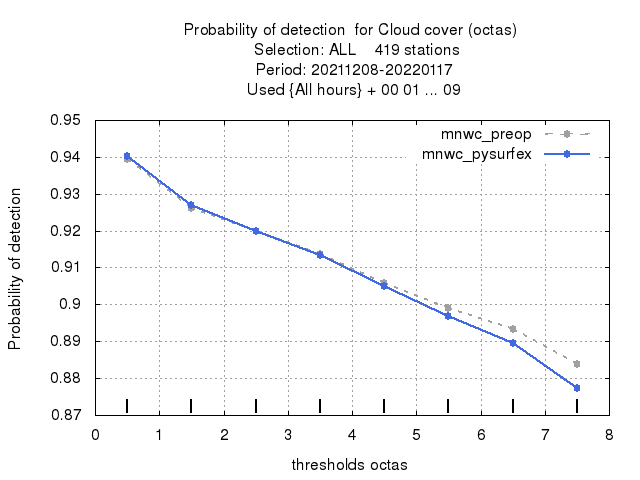 Probability of detection  for Cloud cover (octas)
Selection: ALL    419 stations
Period: 20211208-20220117
Used {All hours} + 00 01 ... 09
mnwc_preop
mnwc_pysurfex
Probability of detection
0.95
0.94
0.93
0.92
0.91
0.9
0.89
0.88
0.87
0 1 2 3 4 5 6 7 8
thresholds octas